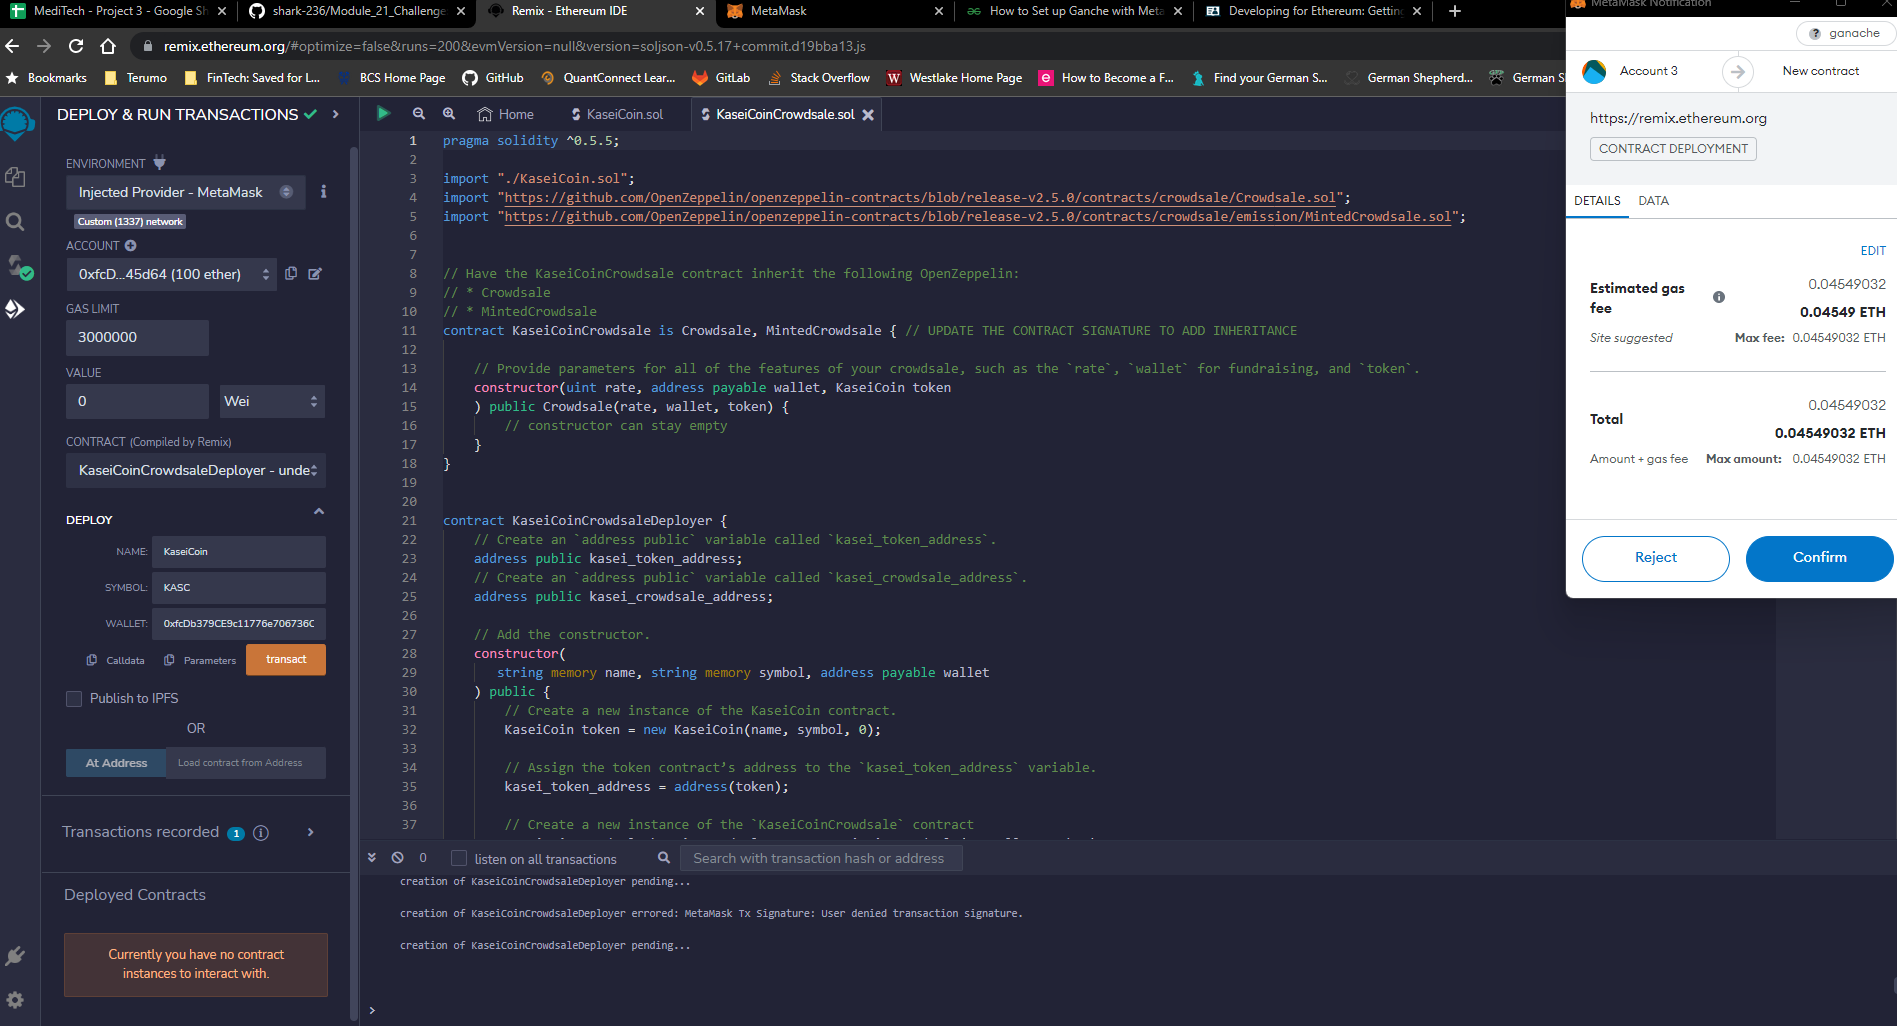 MediTech - Project 3 - Google Sh
shark-236/Module_21_Challenge
Remix - Ethereum IDE
MetaMask
How to Set up Ganche with Meta
Developing for Ethereum: Getting
MetaMask Notification
remix.ethereum.org/#optimize=false&runs=200&evmVersion=null&version=soljson-v0.5.17+commit.d19bba13.js
Bookmarks
Terumo
FinTech: Saved for L...
BCS Home Page
GitHub
QuantConnect Lear...
GitLab
Stack Overflow
Westlake Home Page
How to Become a F...
Find your German S...
German Shepherd...
German S
DEPLOY & RUN TRANSACTIONS
ENVIRONMENT
Injected Provider - MetaMask
Custom (1337) network
ACCOUNT
0xfcD...45d64 (100 ether)
GAS LIMIT
3000000
VALUE
0
Wei
CONTRACT (Compiled by Remix)
KaseiCoinCrowdsaleDeployer - unde
DEPLOY
NAME: KaseiCoin
SYMBOL: KASC
WALLET: 0xfcDb379CE9c11776e706736C
Calldata
Parameters
transact
Publish to IPFS
OR
At Address
Load contract from Address
Transactions recorded 1
Deployed Contracts
Currently you have no contract
instances to interact with.
Home
KaseiCoin.sol
KaseiCoinCrowdsale.sol
1 pragma solidity ^0.5.5;
2
3 import "./KaseiCoin.sol";
4 import "https://github.com/OpenZeppelin/openzeppelin-contracts/blob/release-v2.5.0/contracts/crowdsale/Crowdsale.sol";
5 import "https://github.com/OpenZeppelin/openzeppelin-contracts/blob/release-v2.5.0/contracts/crowdsale/emission/MintedCrowdsale.sol";
6
7
8 // Have the KaseiCoinCrowdsale contract inherit the following OpenZeppelin:
9 // * Crowdsale
10 // * MintedCrowdsale
11 contract KaseiCoinCrowdsale is Crowdsale, MintedCrowdsale { // UPDATE THE CONTRACT SIGNATURE TO ADD INHERITANCE
12
13 // Provide parameters for all of the features of your crowdsale, such as the `rate`, `wallet` for fundraising, and `token`.
14 constructor(uint rate, address payable wallet, KaseiCoin token
15 ) public Crowdsale(rate, wallet, token) {
16 // constructor can stay empty
17 }
18 }
19
20
21 contract KaseiCoinCrowdsaleDeployer {
22 // Create an `address public` variable called `kasei_token_address`.
23 address public kasei_token_address;
24 // Create an `address public` variable called `kasei_crowdsale_address`.
25 address public kasei_crowdsale_address;
26
27 // Add the constructor.
28 constructor(
29 string memory name, string memory symbol, address payable wallet
30 ) public {
31 // Create a new instance of the KaseiCoin contract.
32 KaseiCoin token = new KaseiCoin(name, symbol, 0);
33
34 // Assign the token contract’s address to the `kasei_token_address` variable.
35 kasei_token_address = address(token);
36
37 // Create a new instance of the `KaseiCoinCrowdsale` contract
0
listen on all transactions
Search with transaction hash or address
creation of KaseiCoinCrowdsaleDeployer pending...
creation of KaseiCoinCrowdsaleDeployer errored: MetaMask Tx Signature: User denied transaction signature.
creation of KaseiCoinCrowdsaleDeployer pending...
>
ganache
Account 3
New contract
https://remix.ethereum.org
CONTRACT DEPLOYMENT
DETAILS
DATA
EDIT
Estimated gas
fee
0.04549032
0.04549 ETH
Site suggested
Max fee: 0.04549032 ETH
Total
0.04549032
0.04549032 ETH
Amount + gas fee
Max amount: 0.04549032 ETH
Reject
Confirm